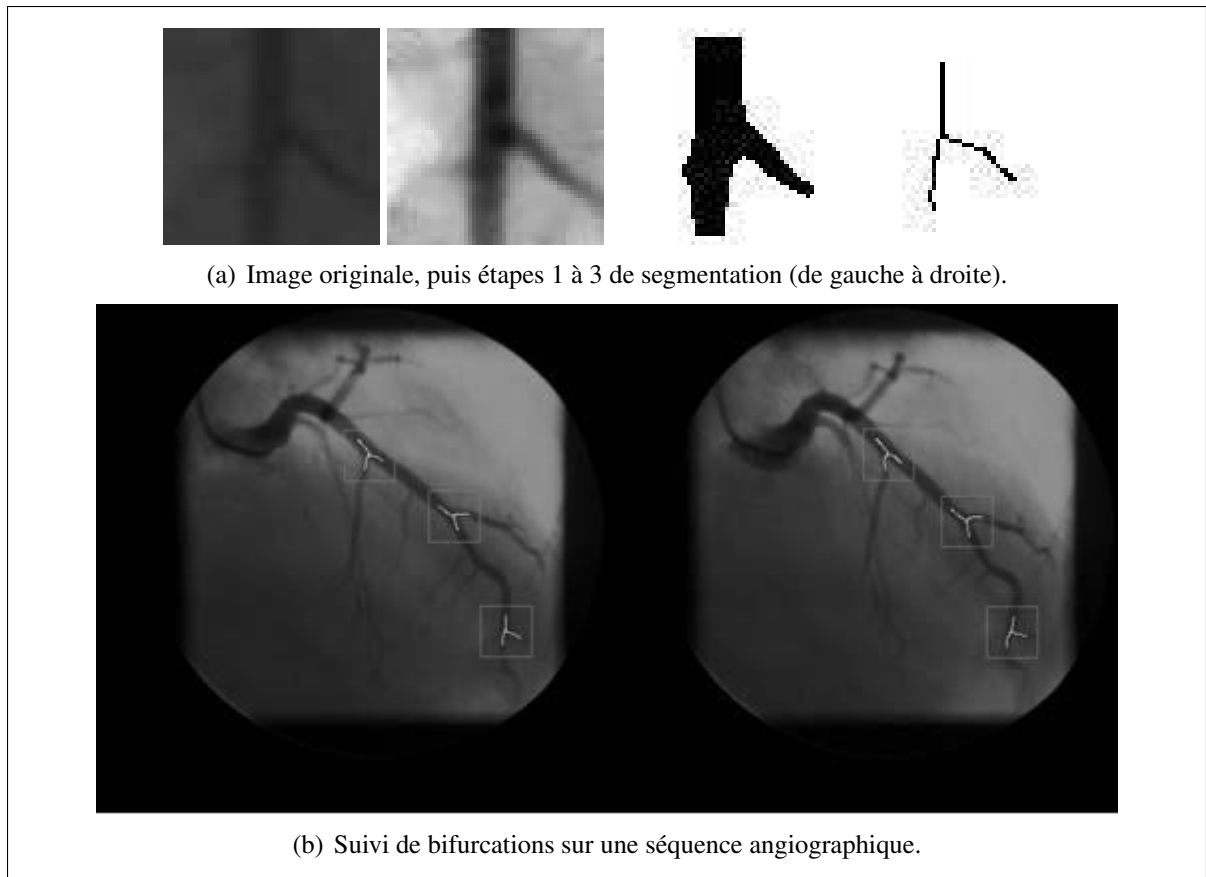 (a) Image originale, puis étapes 1 à 3 de segmentation (de gauche à droite).
(b) Suivi de bifurcations sur une séquence angiographique.